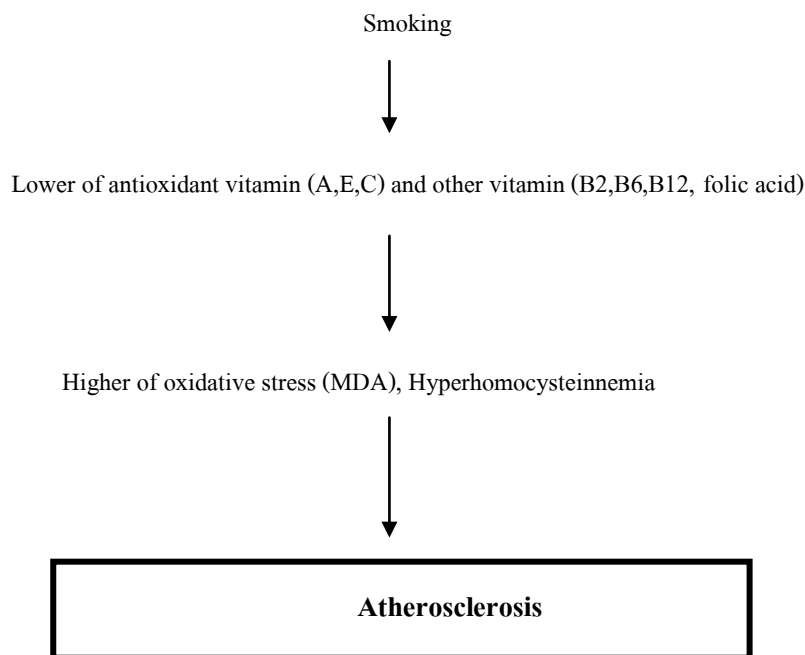 Smoking
Lower of antioxidant vitamin (A,E,C) and other vitamin (B2,B6,B12, folic acid)
Higher of oxidative stress (MDA), Hyperhomocysteinnemia
Atherosclerosis